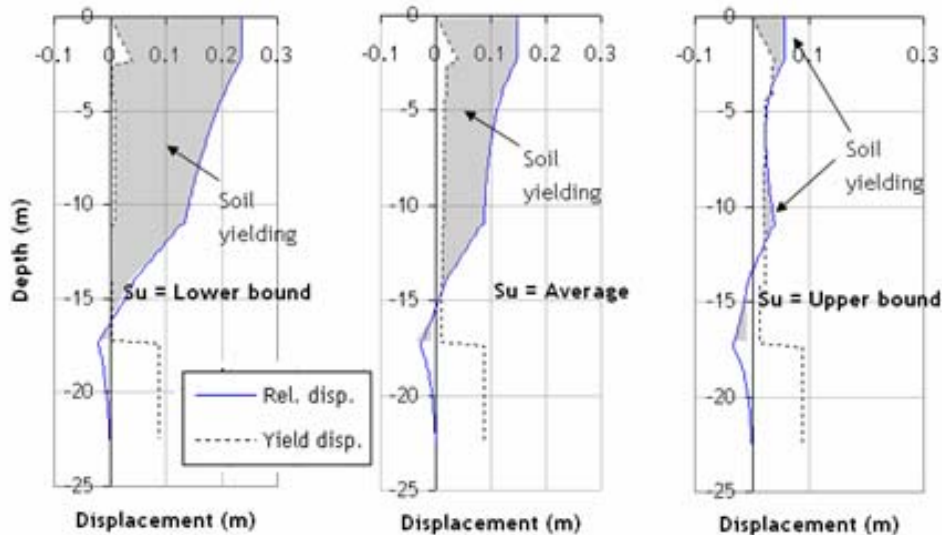 0
-0.1 0 0.1 0.2 0.3
-5
-10
-15
-20
-25
Depth (m)
Soil
yielding
Su = Lower bound
Rel. disp.
Yield disp.
Displacement (m)
0
-0.1 0 0.1 0.2 0.3
-5
-10
-15
-20
-25
Soil
yielding
Su = Average
Displacement (m)
0
-0.1 0 0.1 0.3
-5
-10
-15
-20
-25
Soil
yielding
Su = Upper bound
Displacement (m)